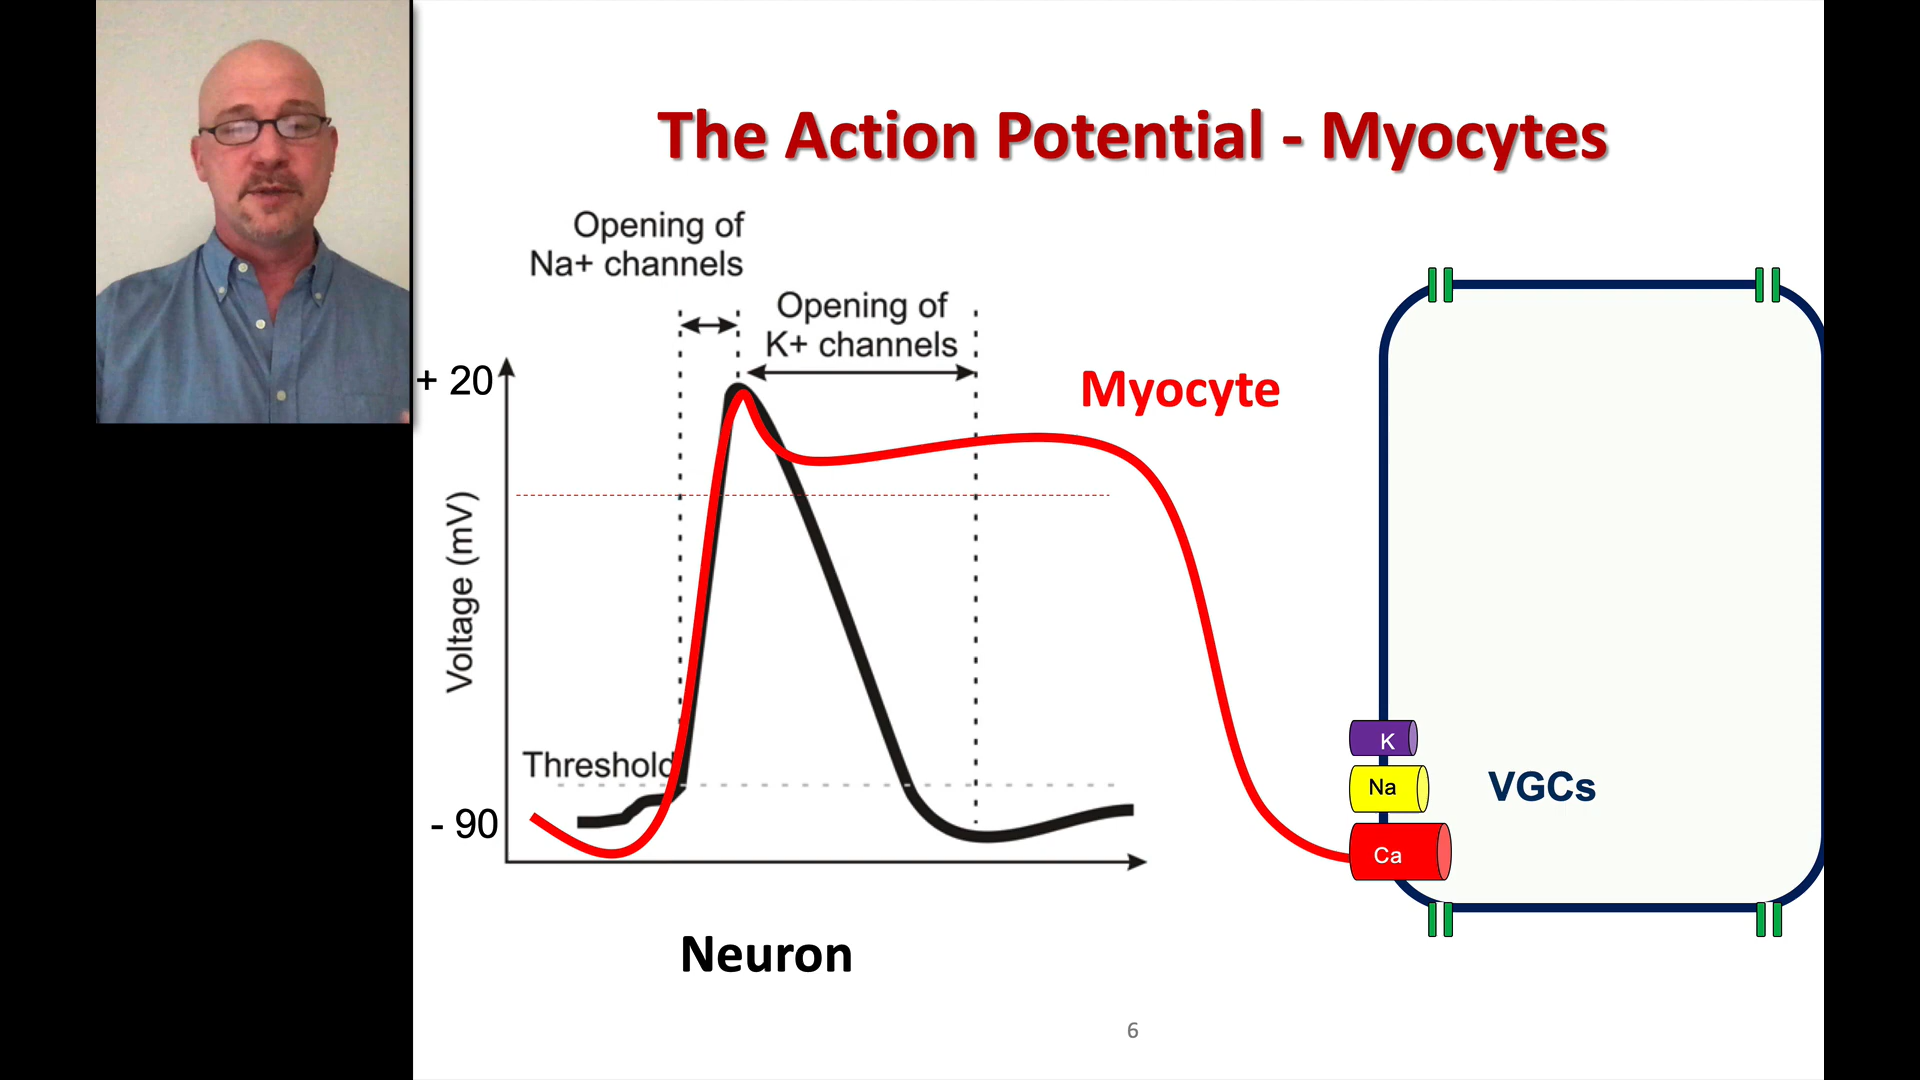 The Action Potential - Myocytes
Opening of
Na+ channels
Opening of
K+ channels
+ 20
Myocyte
Voltage (mV)
Threshold
- 90
K
Na
Ca
VGCs
Neuron
6